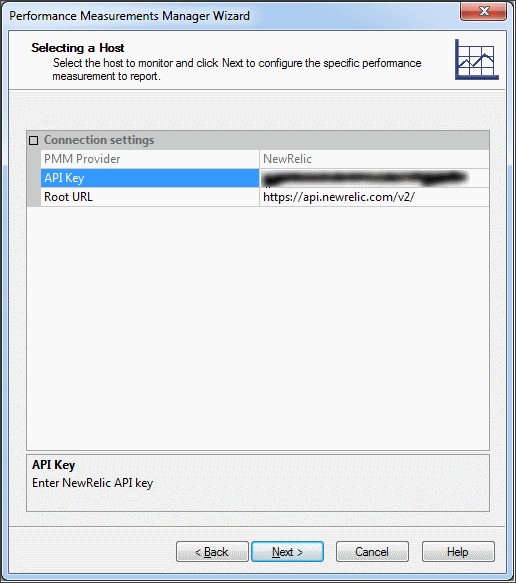 Performance Measurements Manager Wizard
Selecting a Host
Select the host to monitor and click Next to configure the specific performance
measurement to report.
Connection settings
PMM Provider NewRelic
API Key
Root URL https://api.newrelic.com/v2/
API Key
Enter NewRelic API key
< Back Next > Cancel Help